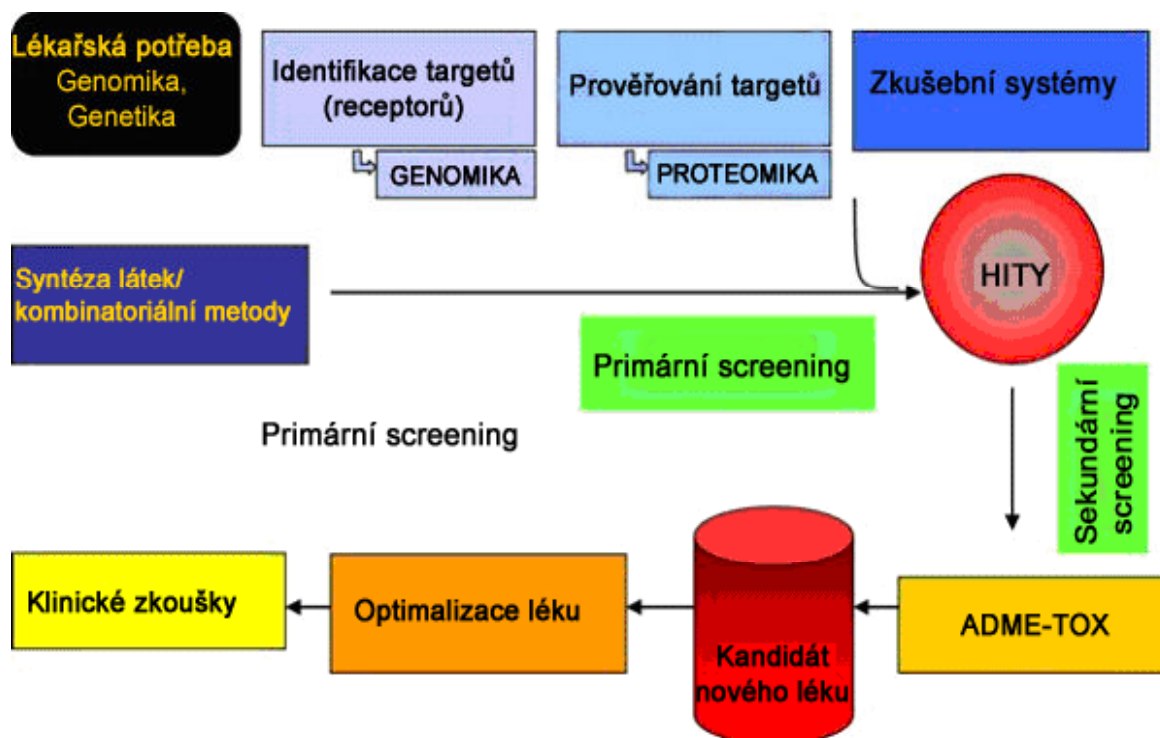 Lékařská potřeba
Genomika,
Genetika
Identifikace targetů
(receptorů)
GENOMIKA
Prověřování targetů
PROTEOMIKA
Zkušební systémy
Syntéza látek/
kombinatoriální metody
HITY
Primární screening
Primární screening
Sekundární
screening
Klinické zkoušky
Optimalizace léku
Kandidát
nového léku
ADME-TOX